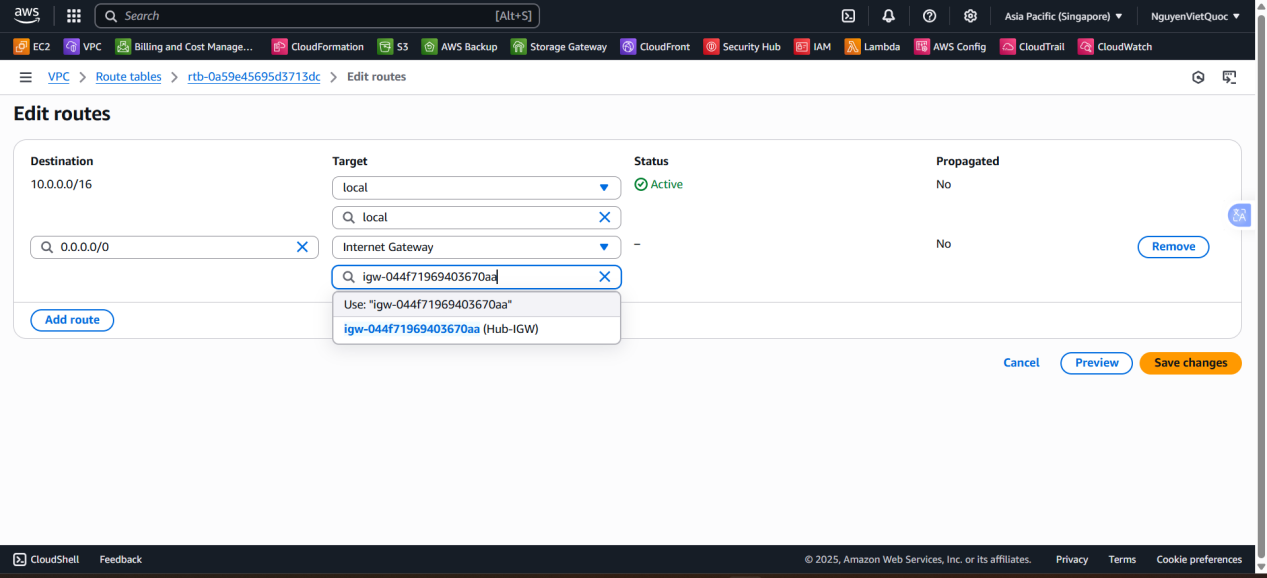 aws
Search [Alt+S]
Asia Pacific (Singapore) ▼ NguyenVietQuoc ▼
EC2 VPC Billing and Cost Manage... CloudFormation S3 AWS Backup Storage Gateway CloudFront Security Hub IAM Lambda AWS Config CloudTrail CloudWatch
VPC > Route tables > rtb-0a59e45695d3713dc > Edit routes
Edit routes
Destination Target Status Propagated
10.0.0.0/16 local Active No
local
0.0.0.0/0 Internet Gateway – No Remove
igw-044f71969403670aa
Use: "igw-044f71969403670aa"
Add route
igw-044f71969403670aa (Hub-IGW)
Cancel Preview Save changes
CloudShell Feedback © 2025, Amazon Web Services, Inc. or its affiliates. Privacy Terms Cookie preferences